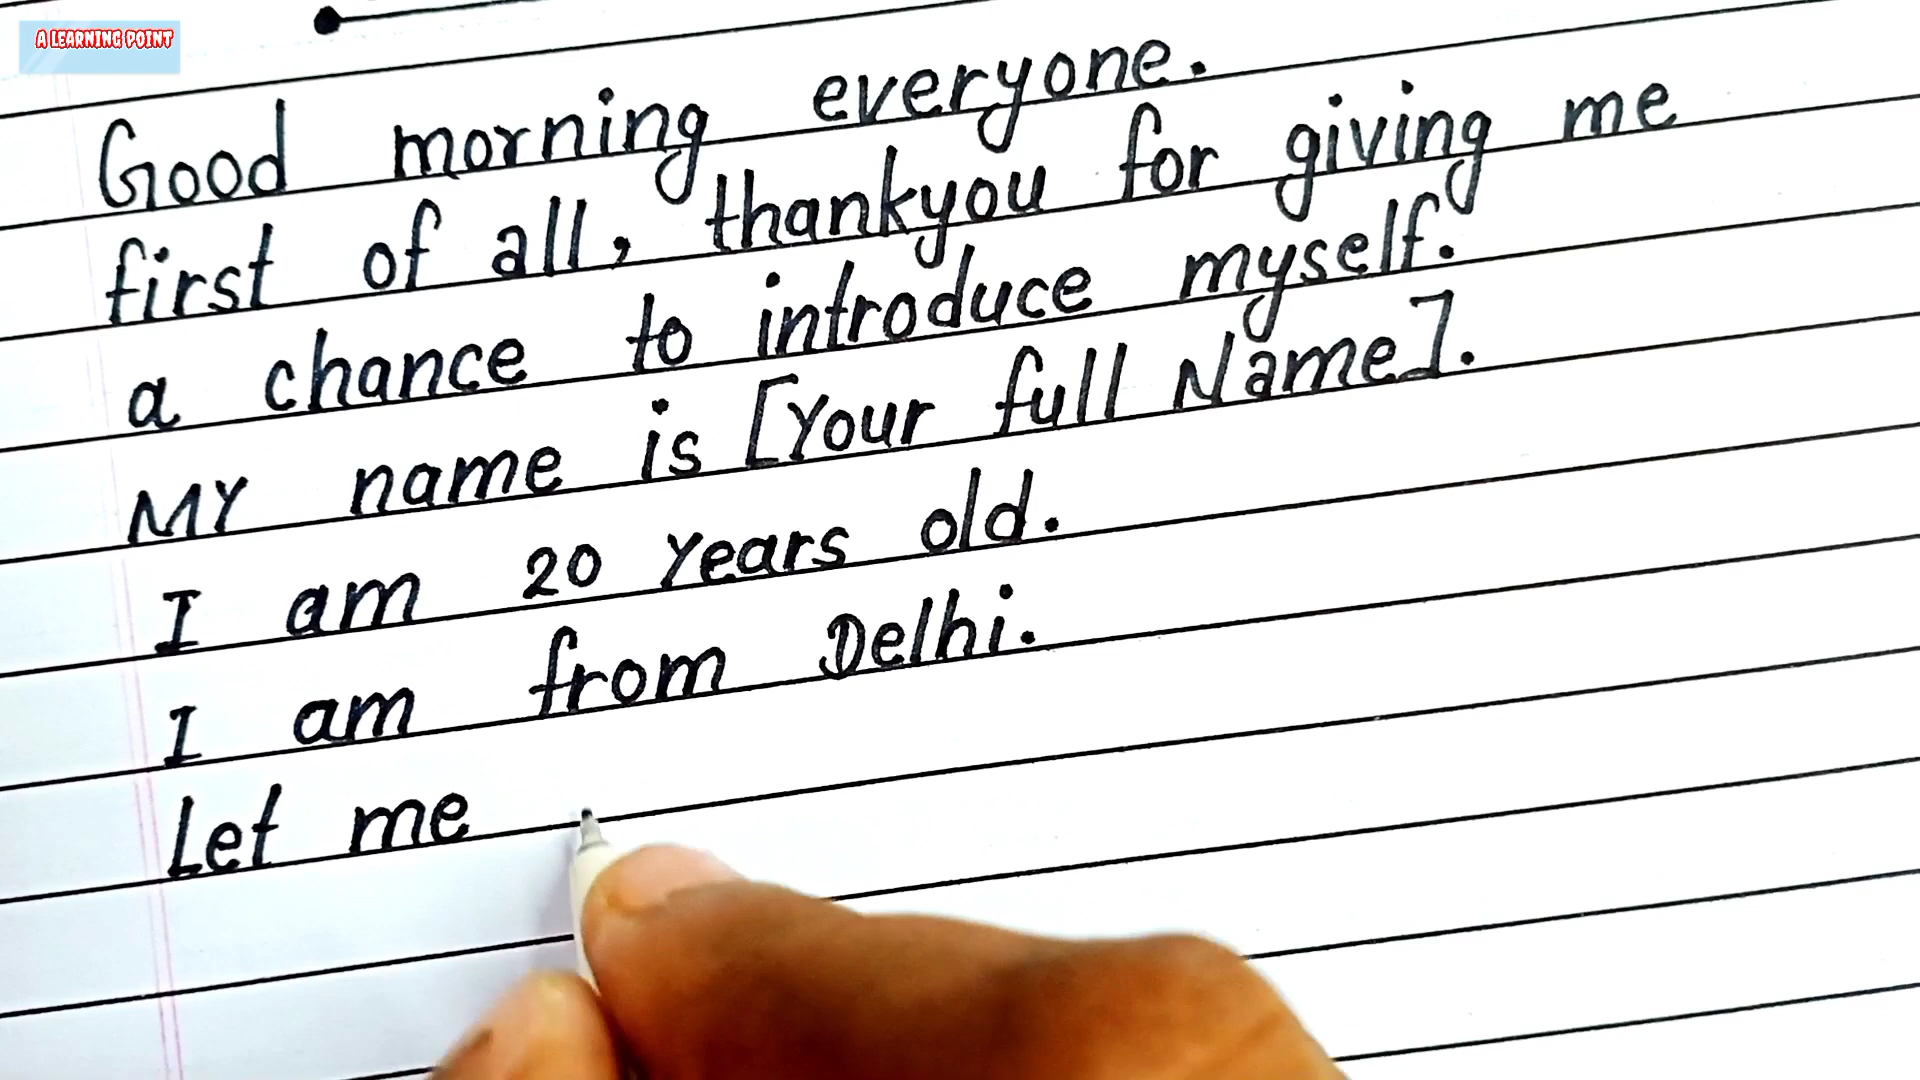 A LEARNING POINT
Good morning everyone.
first of all, thankyou for giving me
a chance to introduce myself.
MY name is [Your full Name].
I am 20 Years old.
I am from Delhi.
Let me